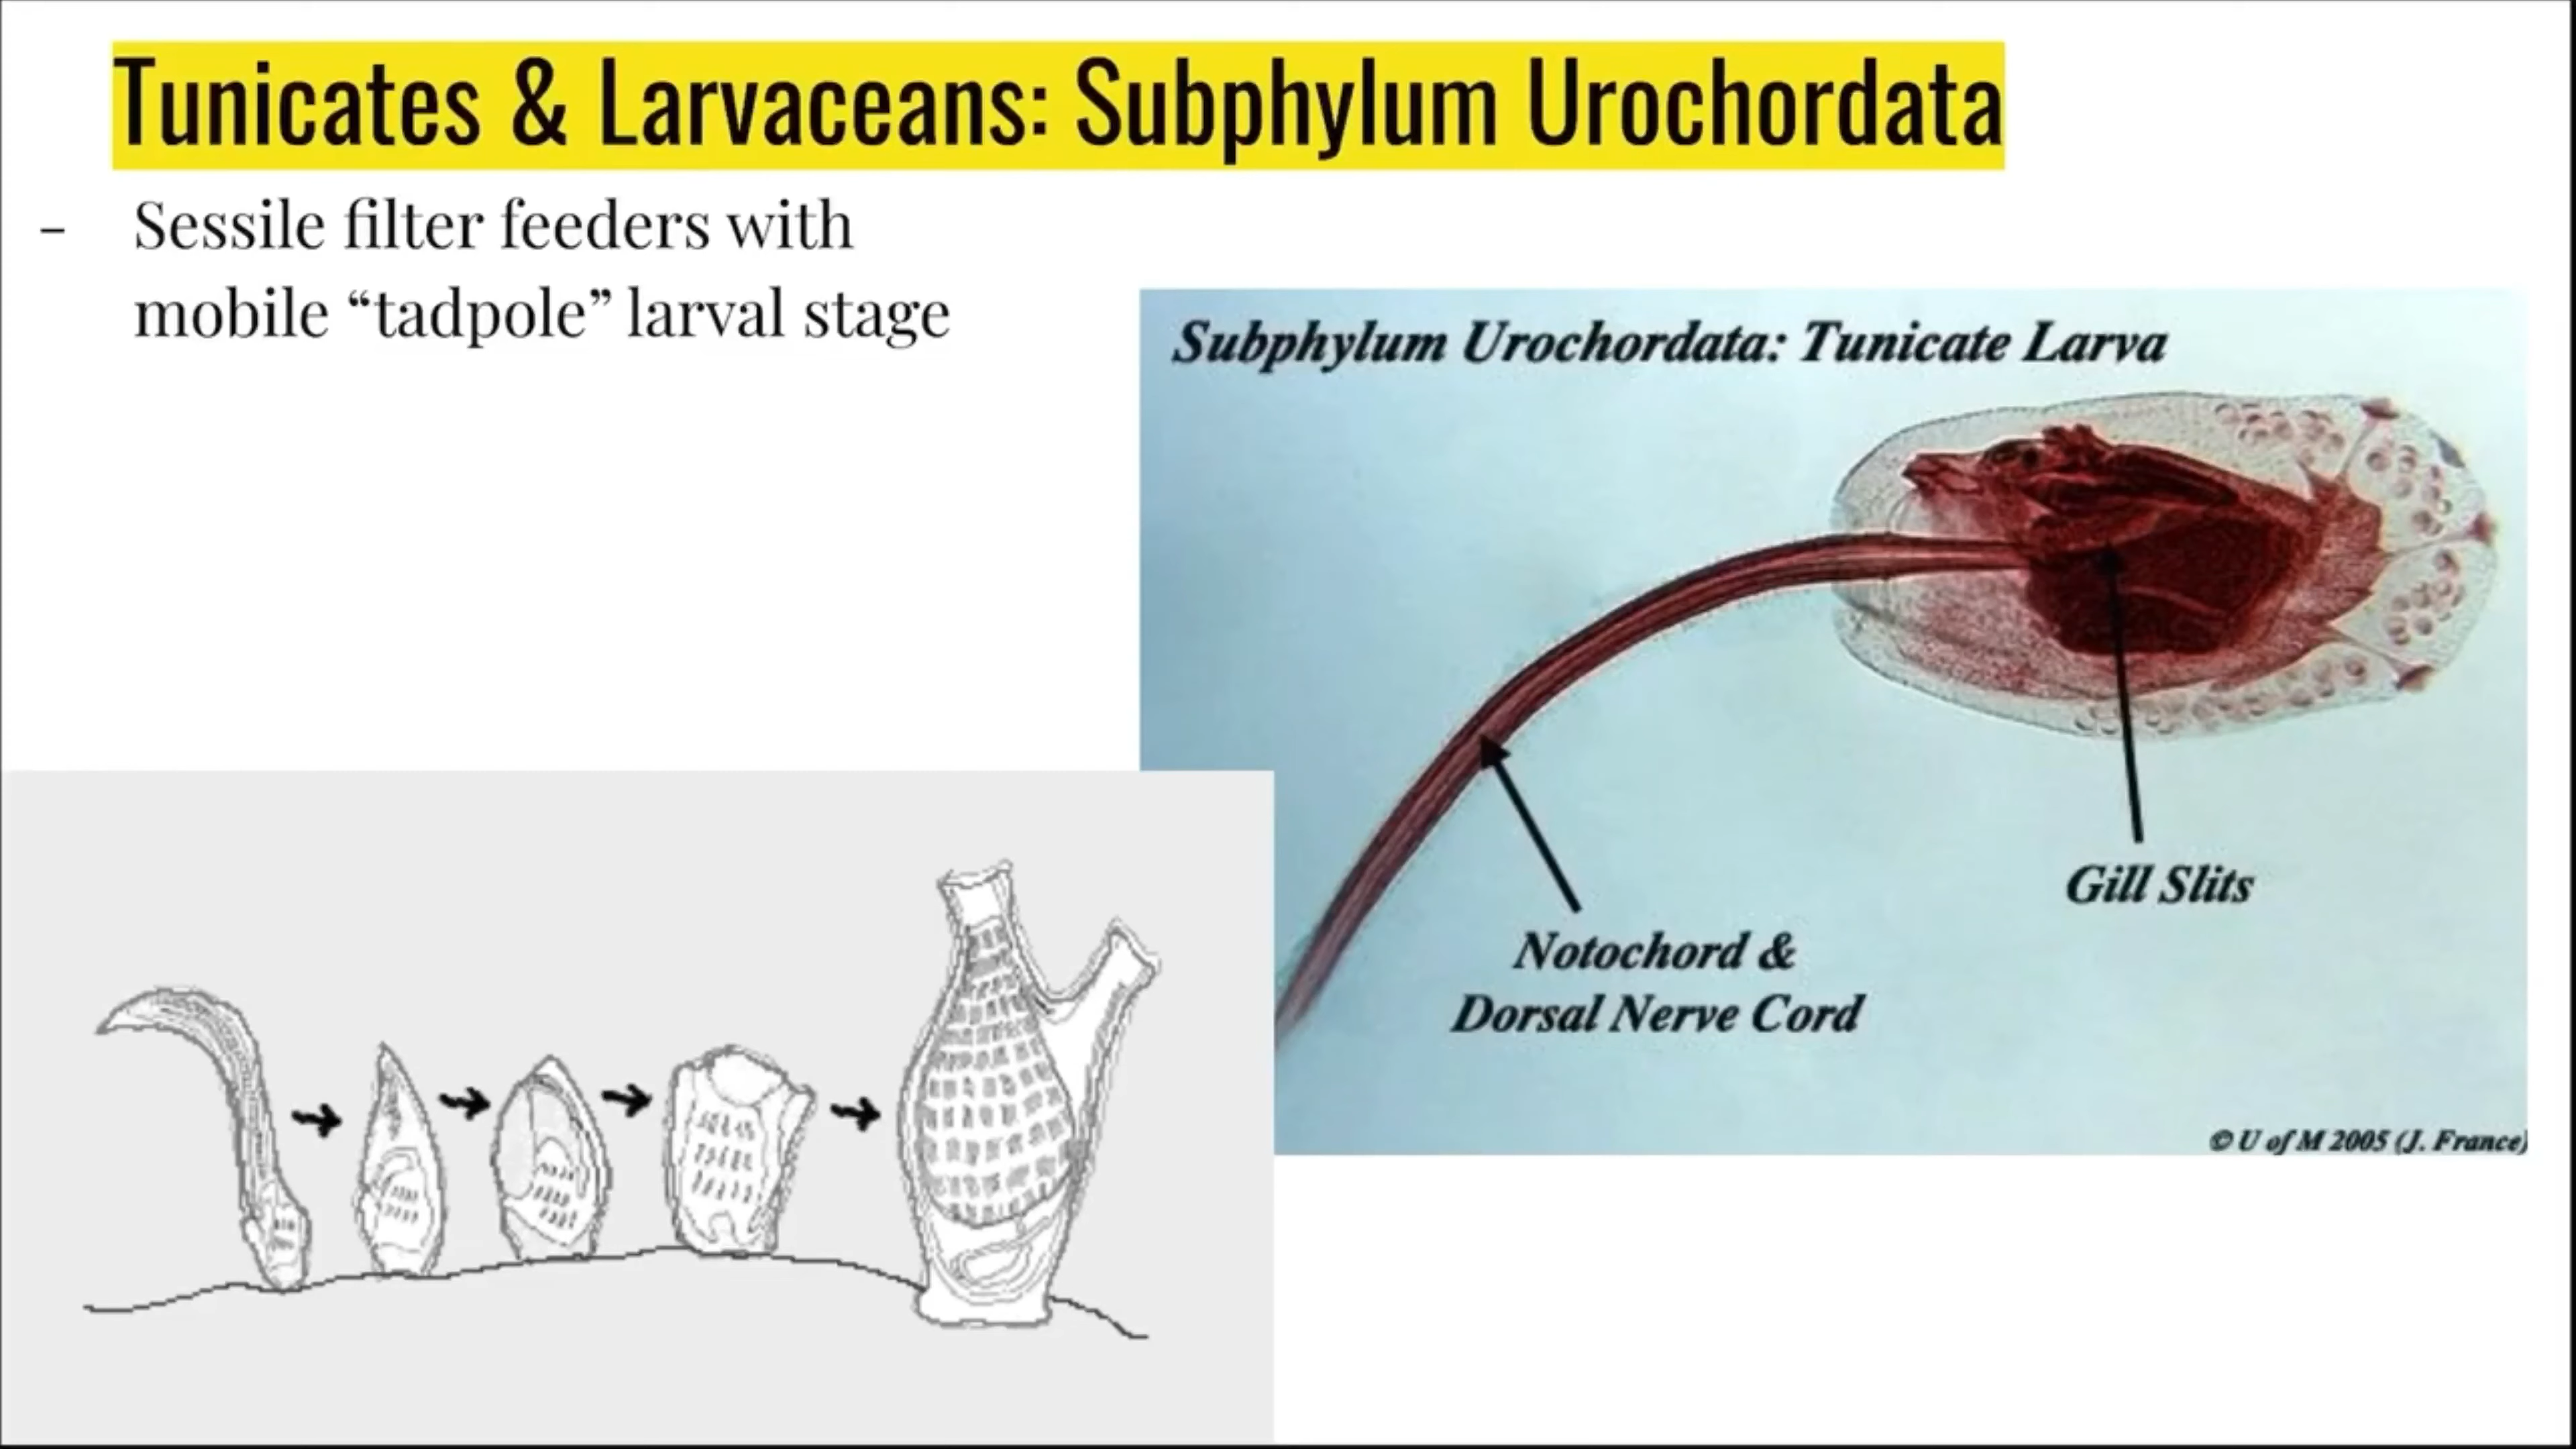 Tunicates & Larvaceans: Subphylum Urochordata
- Sessile filter feeders with
mobile “tadpole” larval stage
Subphylum Urochordata: Tunicate Larva
Gill Slits
Notochord &
Dorsal Nerve Cord
© U of M 2005 (J. France)